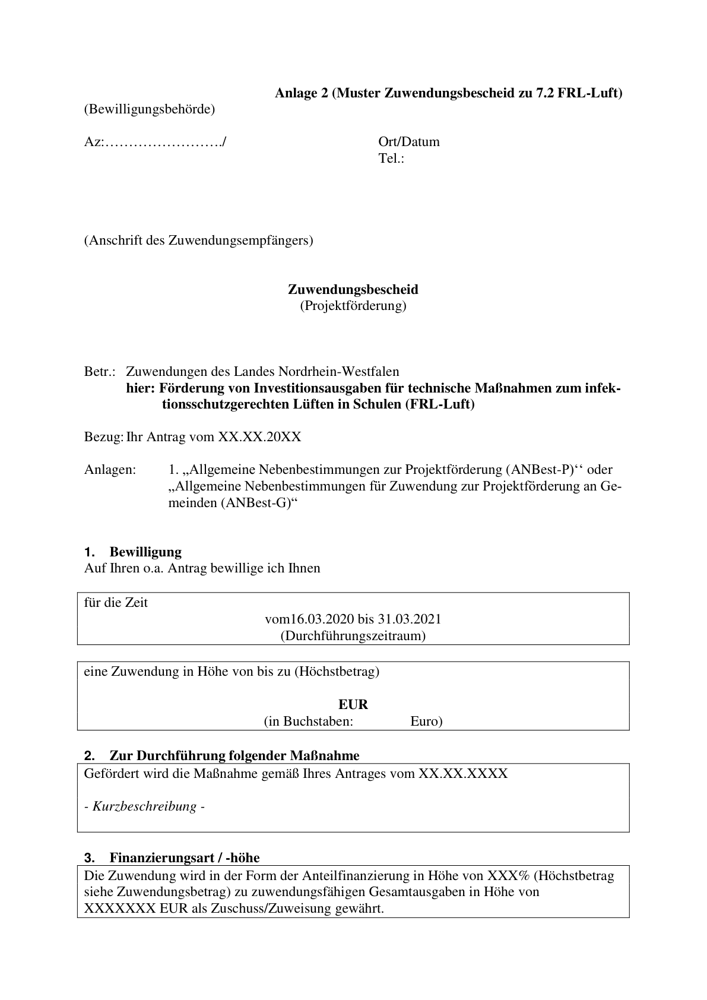 Anlage 2 (Muster Zuwendungsbescheid zu 7.2 FRL-Luft)
(Bewilligungsbehörde)
Az:……………………./ Ort/Datum
Tel.:
(Anschrift des Zuwendungsempfängers)
Zuwendungsbescheid
(Projektförderung)
Betr.: Zuwendungen des Landes Nordrhein-Westfalen
hier: Förderung von Investitionsausgaben für technische Maßnahmen zum infek-
tionsschutzgerechten Lüften in Schulen (FRL-Luft)
Bezug: Ihr Antrag vom XX.XX.20XX
Anlagen: 1. „Allgemeine Nebenbestimmungen zur Projektförderung (ANBest-P)‘‘ oder
„Allgemeine Nebenbestimmungen für Zuwendung zur Projektförderung an Ge-
meinden (ANBest-G)“
1. Bewilligung
Auf Ihren o.a. Antrag bewillige ich Ihnen
für die Zeit
vom16.03.2020 bis 31.03.2021
(Durchführungszeitraum)
eine Zuwendung in Höhe von bis zu (Höchstbetrag)
EUR
(in Buchstaben: Euro)
2. Zur Durchführung folgender Maßnahme
Gefördert wird die Maßnahme gemäß Ihres Antrages vom XX.XX.XXXX
- Kurzbeschreibung -
3. Finanzierungsart / -höhe
Die Zuwendung wird in der Form der Anteilfinanzierung in Höhe von XXX% (Höchstbetrag
siehe Zuwendungsbetrag) zu zuwendungsfähigen Gesamtausgaben in Höhe von
XXXXXXX EUR als Zuschuss/Zuweisung gewährt.